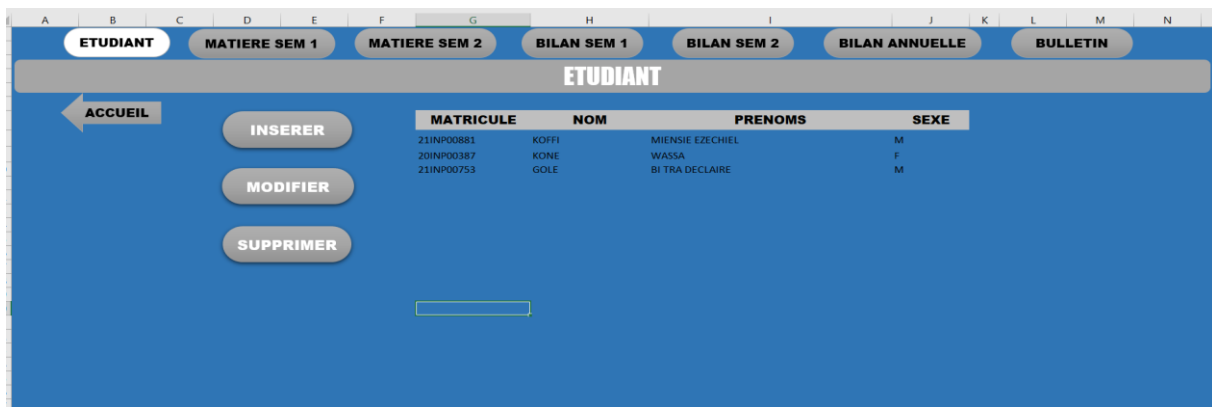 A B C D E F G H I J K L M N
ETUDIANT MATIERE SEM 1 MATIERE SEM 2 BILAN SEM 1 BILAN SEM 2 BILAN ANNUELLE BULLETIN
ETUDIANT
ACCUEIL
INSERER
MODIFIER
SUPPRIMER
MATRICULE NOM PRENOMS SEXE
21INP00881 KOFFI MIENSIE EZECHIEL M
20INP00387 KONE WASSA F
21INP00753 GOLE BI TRA DECLAIRE M